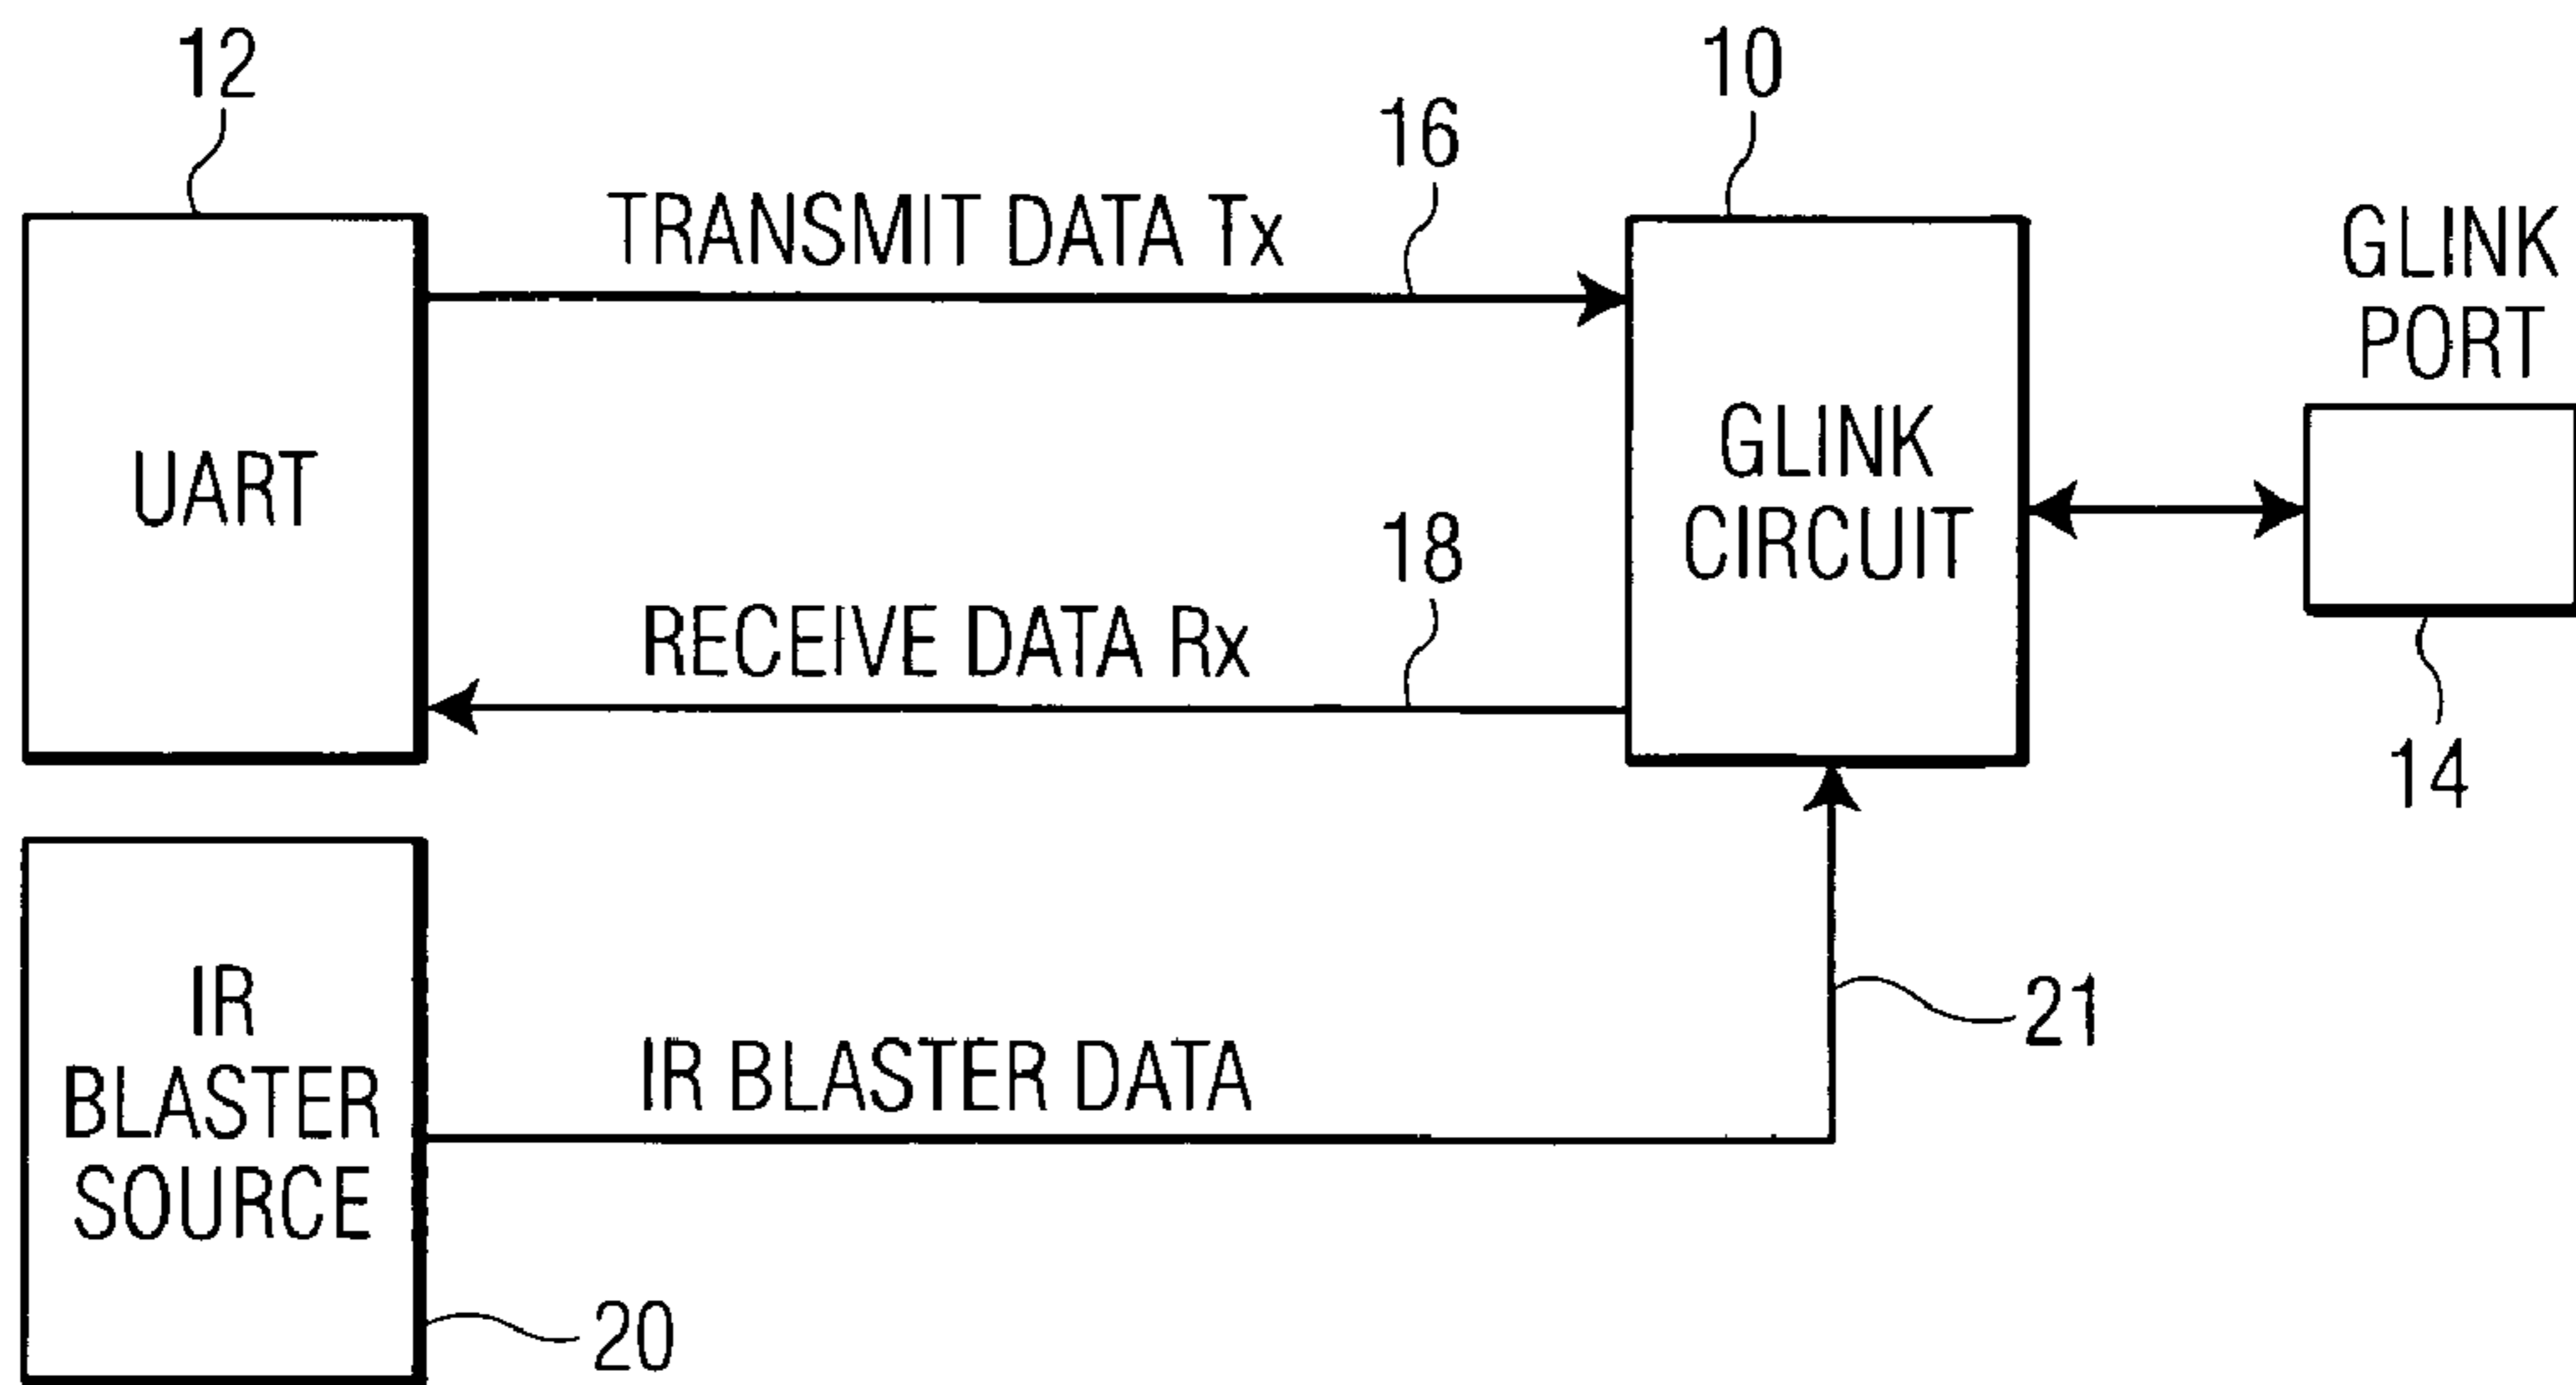 12
10
16
TRANSMIT DATA Tx
GLINK
PORT
UART
GLINK
CIRCUIT
18
RECEIVE DATA Rx
14
IR
BLASTER
SOURCE
IR BLASTER DATA
21
20